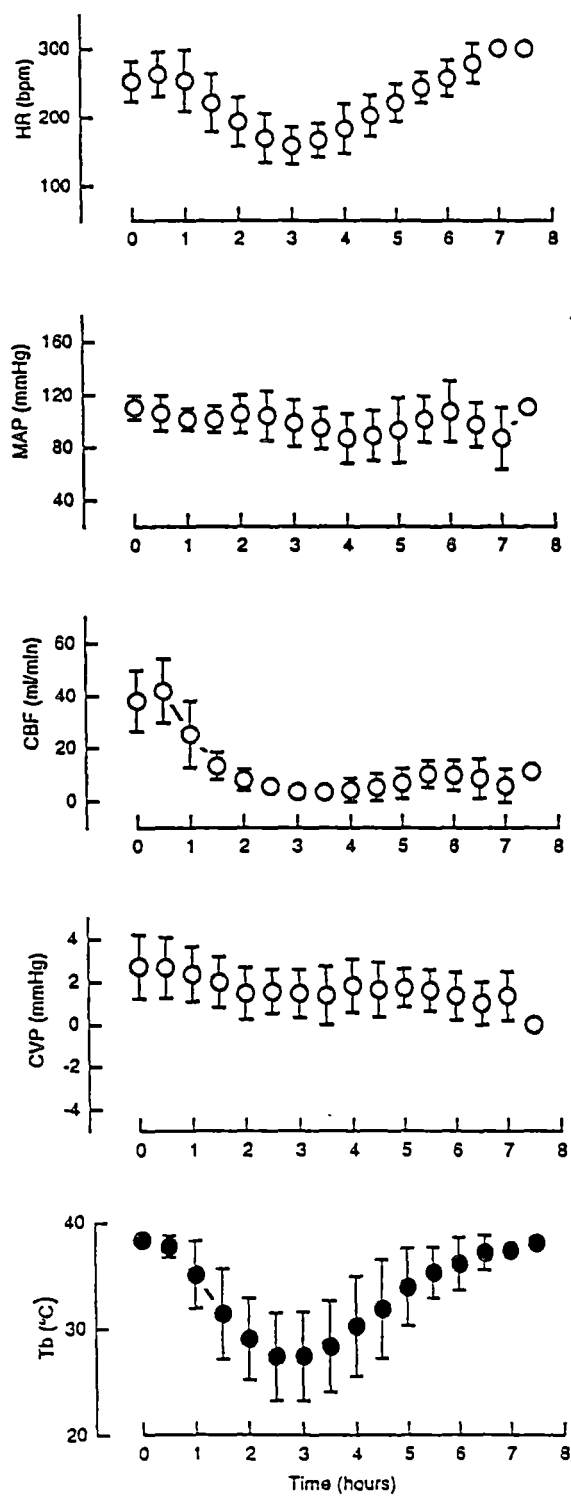 HR (bpm)
300
200
100
0 1 2 3 4 5 6 7 8
MAP (mmHg)
160
120
80
40
0 1 2 3 4 5 6 7 8
CBF (ml/min)
60
40
20
0
0 1 2 3 4 5 6 7 8
CVP (mmHg)
4
2
0
-2
-4
0 1 2 3 4 5 6 7 8
Tb (°C)
40
30
20
0 1 2 3 4 5 6 7 8
Time (hours)